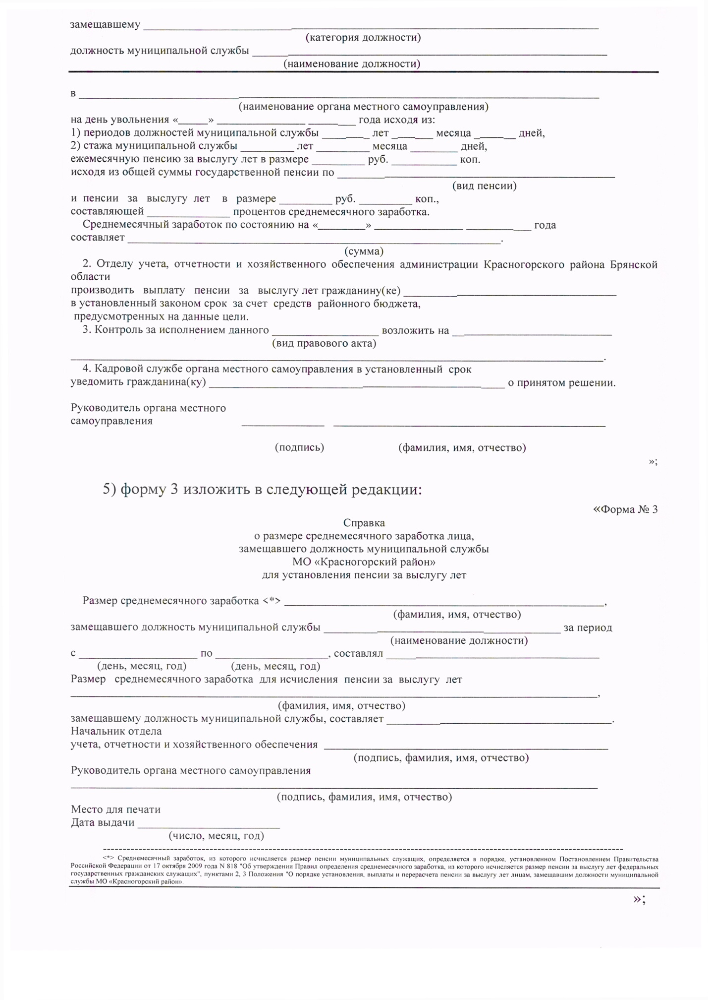 замещавшему ____________________________________________________
(категория должности)
должность муниципальной службы ____________________________________________________
(наименование должности)
в ____________________________________________________
(наименование органа местного самоуправления)
на день увольнения «_____» _______________ ________ года исходя из:
1) периодов должностей муниципальной службы ________ лет _______ месяца _______ дней,
2) стажа муниципальной службы _________ лет _________ месяца ________ дней,
ежемесячную пенсию за выслугу лет в размере _________ руб. ___________ коп.
исходя из общей суммы государственной пенсии по ____________________________________
(вид пенсии)
и пенсии за выслугу лет в размере _________ руб. _________ коп.,
составляющей ______________ процентов среднемесячного заработка.
Среднемесячный заработок по состоянию на «________» _______________ ___________ года
составляет ____________________________________________________.
(сумма)
2. Отделу учета, отчетности и хозяйственного обеспечения администрации Красногорского района Брянской
области
производить выплату пенсии за выслугу лет гражданину(ке) ____________________________________
в установленный законом срок за счет средств районного бюджета,
предусмотренных на данные цели.
3. Контроль за исполнением данного __________________ возложить на ___________________________
(вид правового акта)
____________________________________________________.
4. Кадровой службе органа местного самоуправления в установленный срок
уведомить гражданина(ку) __________________________________________________ о принятом решении.
Руководитель органа местного
самоуправления ______________ ______________________________________________
(подпись) (фамилия, имя, отчество)
»;
5) форму 3 изложить в следующей редакции:
«Форма № 3
Справка
о размере среднемесячного заработка лица,
замещавшего должность муниципальной службы
МО «Красногорский район»
для установления пенсии за выслугу лет
Размер среднемесячного заработка <*> ____________________________________________________,
(фамилия, имя, отчество)
замещавшего должность муниципальной службы ________________________________________ за период
(наименование должности)
с ____________________ по ___________________, составлял ____________________________________
(день, месяц, год) (день, месяц, год)
Размер среднемесячного заработка для исчисления пенсии за выслугу лет
____________________________________________________,
(фамилия, имя, отчество)
замещавшему должность муниципальной службы, составляет ______________________________________.
Начальник отдела
учета, отчетности и хозяйственного обеспечения ________________________________________________
(подпись, фамилия, имя, отчество)
Руководитель органа местного самоуправления
____________________________________________________
(подпись, фамилия, имя, отчество)
Место для печати
Дата выдачи ________________________
(число, месяц, год)
----------------------------------------------------------------
<*> Среднемесячный заработок, из которого исчисляется размер пенсии муниципальных служащих, определяется в порядке, установленном Постановлением Правительства
Российской Федерации от 17 октября 2009 года N 818 "Об утверждении Правил определения среднемесячного заработка, из которого исчисляется размер пенсии за выслугу лет федеральных
государственных гражданских служащих", пунктами 2, 3 Положения "О порядке установления, выплаты и перерасчета пенсии за выслугу лет лицам, замещавшим должности муниципальной
службы МО «Красногорский район».
»;